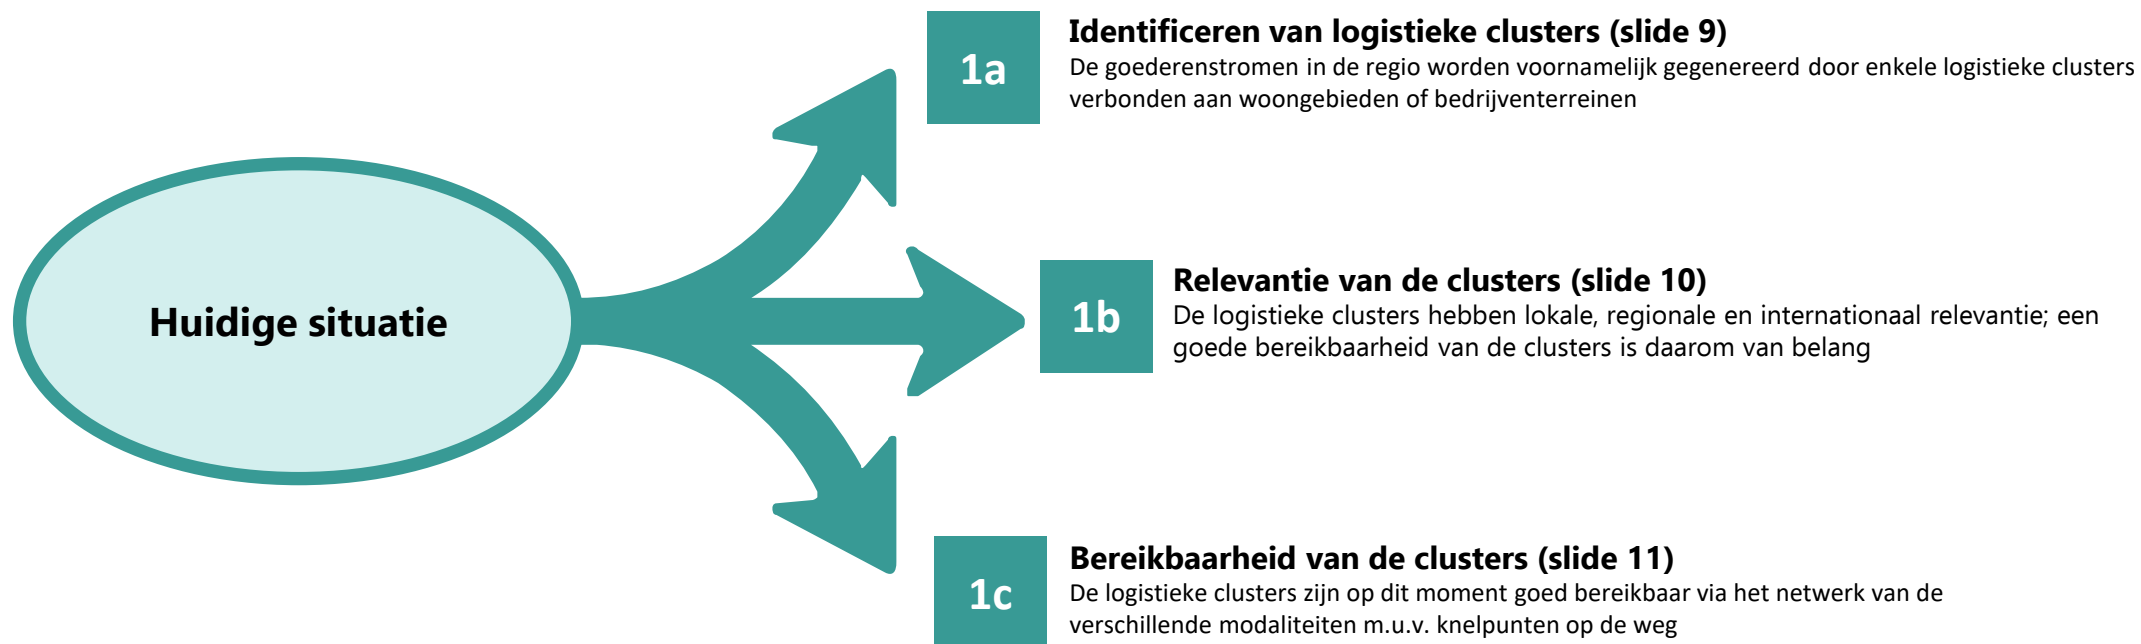 Huidige situatie
1a
Identificeren van logistieke clusters (slide 9)
De goederenstromen in de regio worden voornamelijk gegenereerd door enkele logistieke clusters
verbonden aan woongebieden of bedrijventerreinen
1b
Relevantie van de clusters (slide 10)
De logistieke clusters hebben lokale, regionale en internationaal relevantie; een
goede bereikbaarheid van de clusters is daarom van belang
1c
Bereikbaarheid van de clusters (slide 11)
De logistieke clusters zijn op dit moment goed bereikbaar via het netwerk van de
verschillende modaliteiten m.u.v. knelpunten op de weg